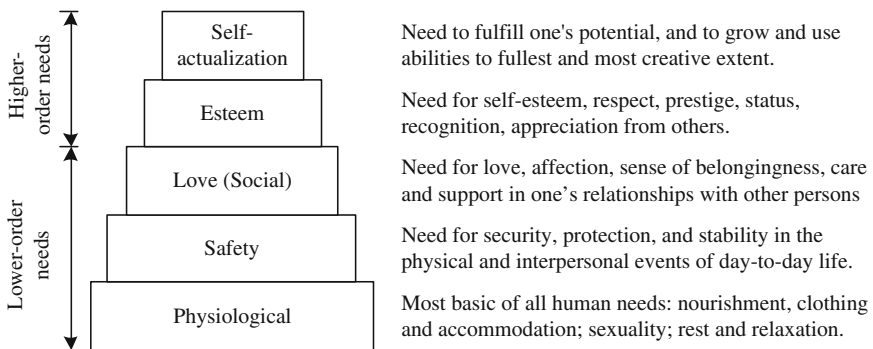 Higher-
order needs
Self-
actualization
Need to fulfill one's potential, and to grow and use
abilities to fullest and most creative extent.
Esteem
Need for self-esteem, respect, prestige, status,
recognition, appreciation from others.
Lower-order
needs
Love (Social)
Need for love, affection, sense of belongingness, care
and support in one’s relationships with other persons
Safety
Need for security, protection, and stability in the
physical and interpersonal events of day-to-day life.
Physiological
Most basic of all human needs: nourishment, clothing
and accommodation; sexuality; rest and relaxation.